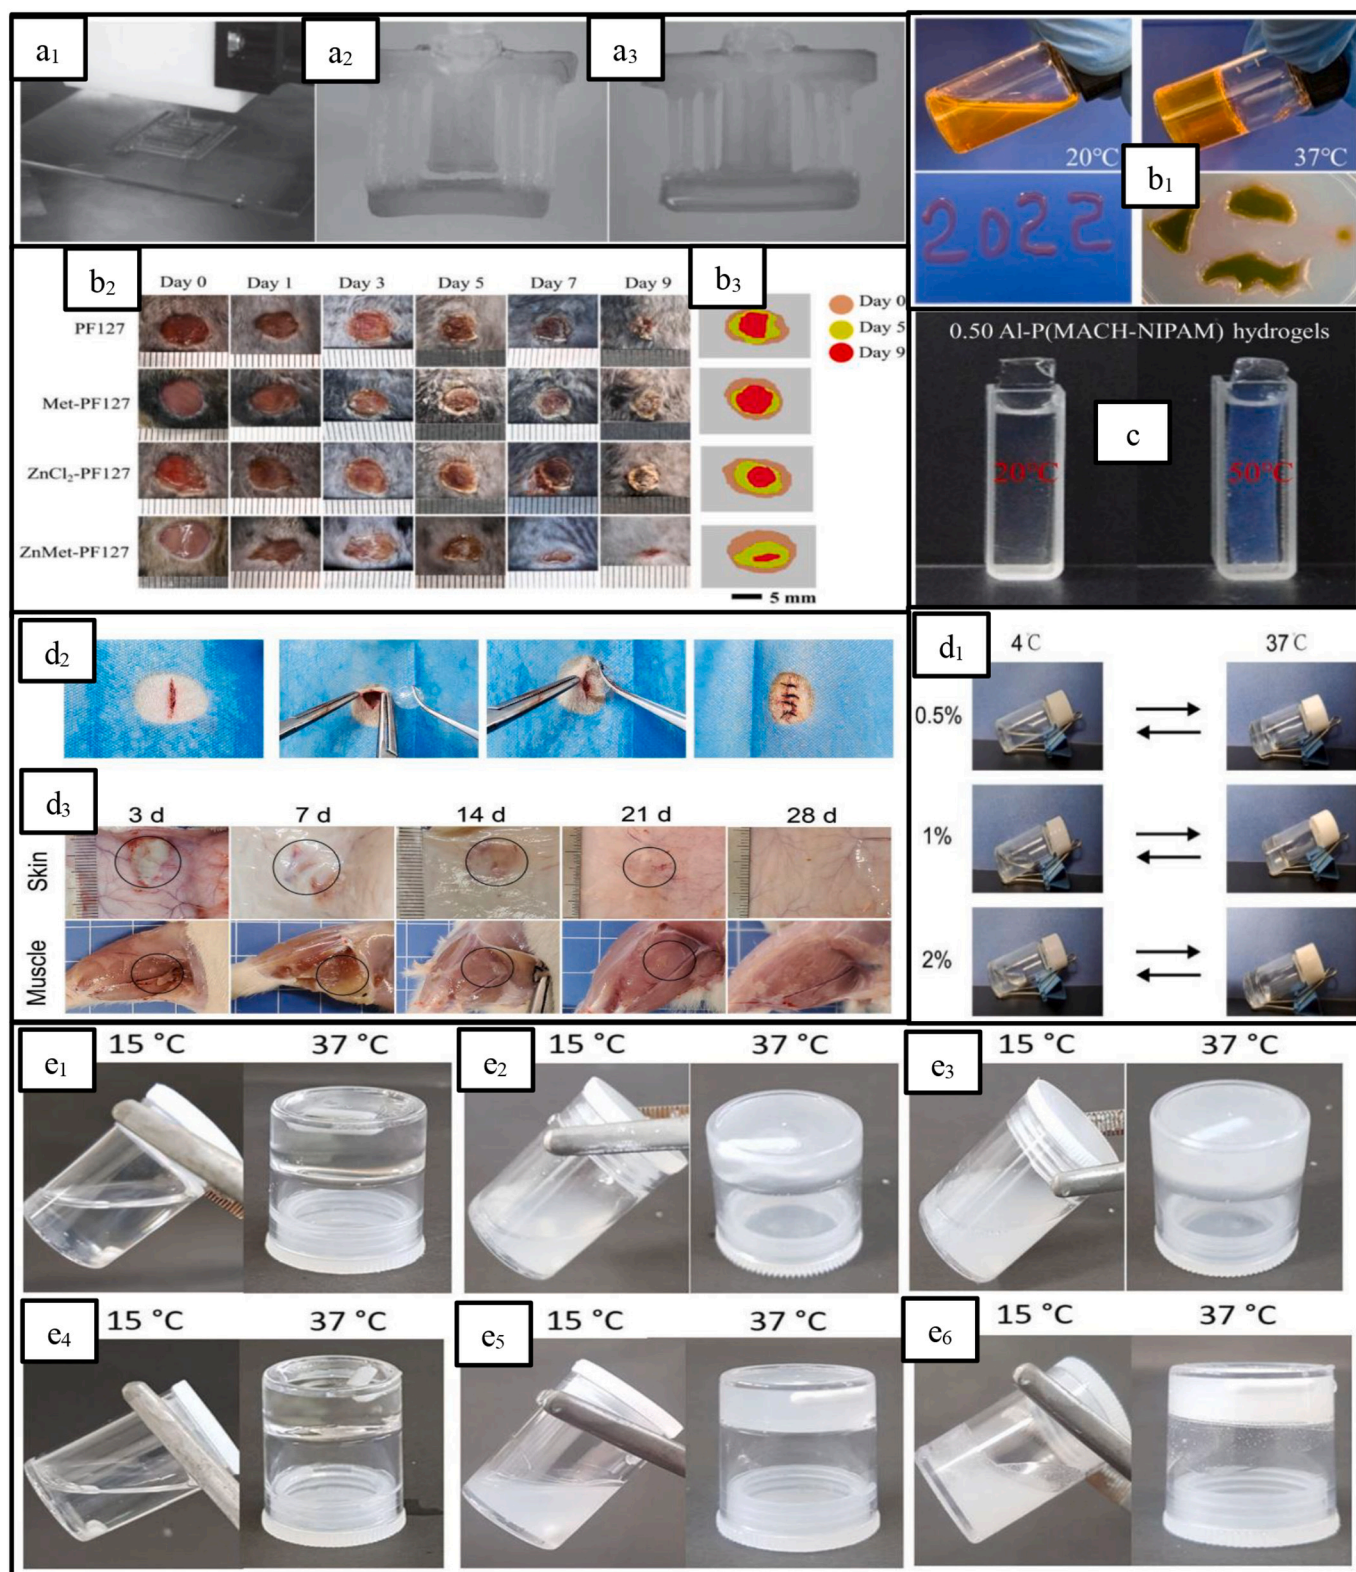 a1
a2
a3
20℃
37℃
b1
2022
b2
Day 0 Day 1 Day 3 Day 5 Day 7 Day 9
PF127
Met-PF127
ZnCl2-PF127
ZnMet-PF127
b3
Day 0
Day 5
Day 9
5 mm
0.50 Al-P(MACH-NIPAM) hydrogels
c
20℃
50℃
d2
d3
3 d 7 d 14 d 21 d 28 d
Skin
Muscle
d1
4℃ 37℃
0.5%
1%
2%
e1
15 °C 37 °C
e2
15 °C 37 °C
e3
15 °C 37 °C
e4
15 °C 37 °C
e5
15 °C 37 °C
e6
15 °C 37 °C